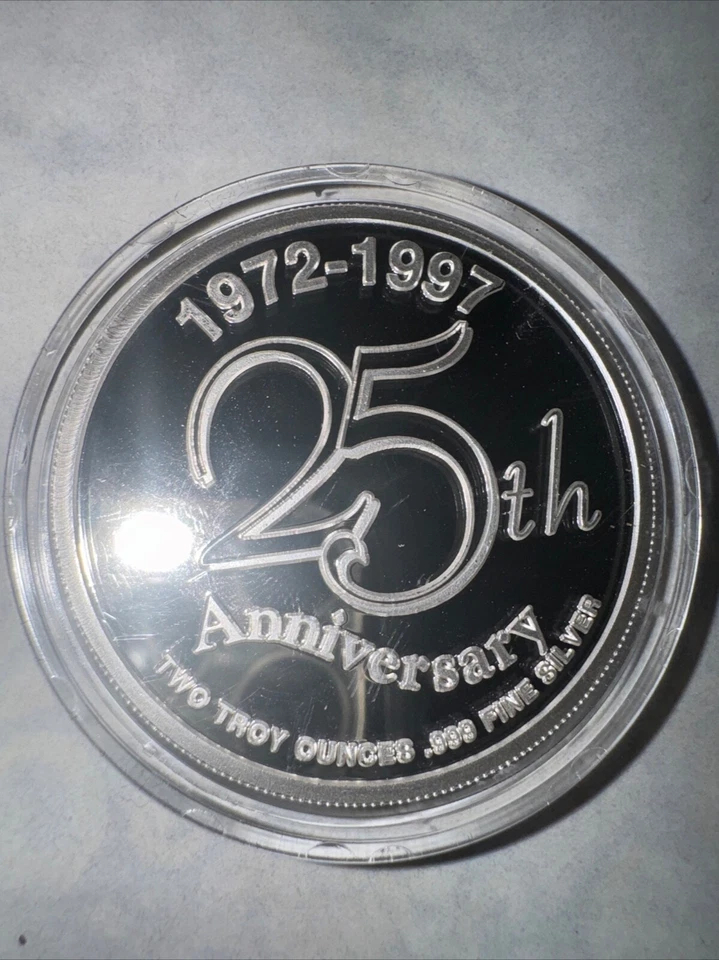 1972-1997
25th
Anniversary
TWO TROY OUNCES .999 FINE SILVER